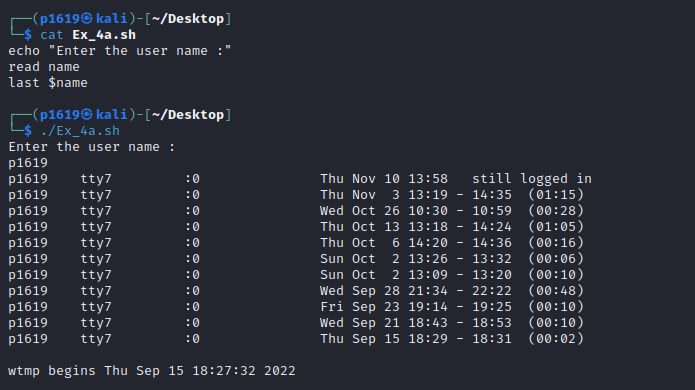 ┌──(p1619㉿kali)-[~/Desktop]
└─$ cat Ex_4a.sh
echo "Enter the user name :"
read name
last $name

┌──(p1619㉿kali)-[~/Desktop]
└─$ ./Ex_4a.sh
Enter the user name :
p1619
p1619    tty7         :0               Thu Nov 10 13:58   still logged in
p1619    tty7         :0               Thu Nov  3 13:19 - 14:35  (01:15)
p1619    tty7         :0               Wed Oct 26 10:30 - 10:59  (00:28)
p1619    tty7         :0               Thu Oct 13 13:18 - 14:24  (01:05)
p1619    tty7         :0               Thu Oct  6 14:20 - 14:36  (00:16)
p1619    tty7         :0               Sun Oct  2 13:26 - 13:32  (00:06)
p1619    tty7         :0               Sun Oct  2 13:09 - 13:20  (00:10)
p1619    tty7         :0               Wed Sep 28 21:34 - 22:22  (00:48)
p1619    tty7         :0               Fri Sep 23 19:14 - 19:25  (00:10)
p1619    tty7         :0               Wed Sep 21 18:43 - 18:53  (00:10)
p1619    tty7         :0               Thu Sep 15 18:29 - 18:31  (00:02)

wtmp begins Thu Sep 15 18:27:32 2022